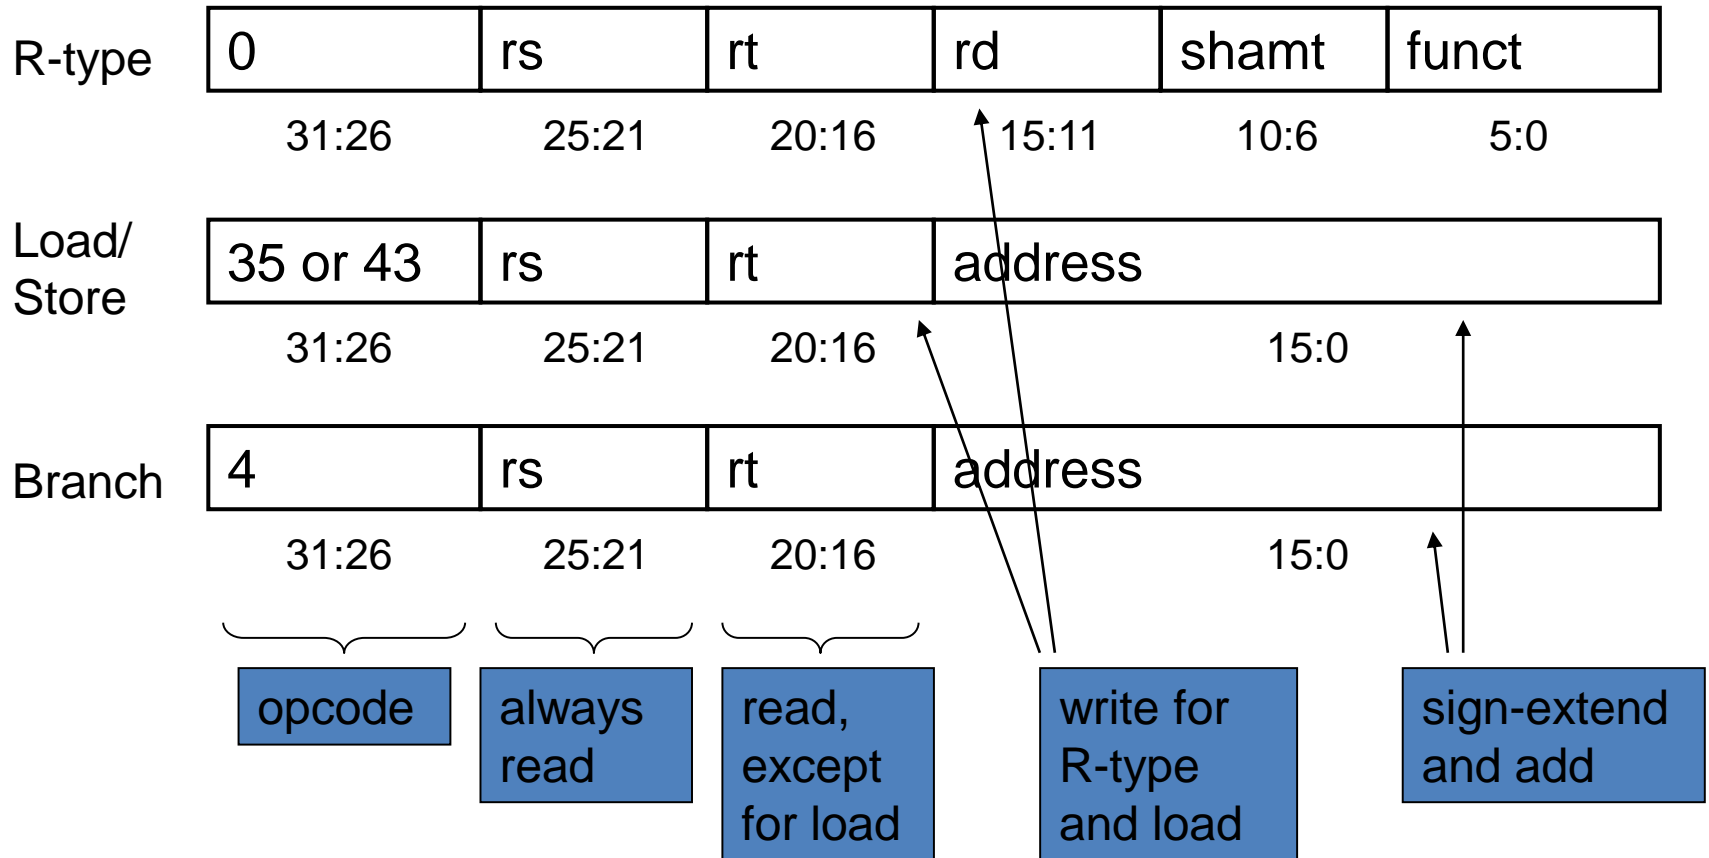 R-type 0 rs rt rd shamt funct
31:26 25:21 20:16 15:11 10:6 5:0
Load/
Store
35 or 43 rs rt address
31:26 25:21 20:16 15:0
Branch 4 rs rt address
31:26 25:21 20:16 15:0
opcode
always
read
read,
except
for load
write for
R-type
and load
sign-extend
and add